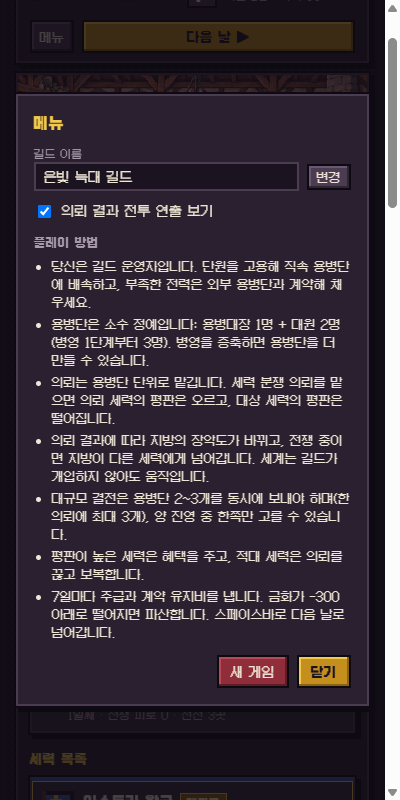 메뉴
다음 날 ▶
메뉴
길드 이름
은빛 늑대 길드
변경
의뢰 결과 전투 연출 보기
플레이 방법
• 당신은 길드 운영자입니다. 단원을 고용해 직속 용병단
에 배속하고, 부족한 전력은 외부 용병단과 계약해 채
우세요.
• 용병단은 소수 정예입니다: 용병대장 1명 + 대원 2명
(병영 1단계부터 3명). 병영을 증축하면 용병단을 더
만들 수 있습니다.
• 의뢰는 용병단 단위로 맡깁니다. 세력 분쟁 의뢰를 맡
으면 의뢰 세력의 평판은 오르고, 대상 세력의 평판은
떨어집니다.
• 의뢰 결과에 따라 지방의 장악도가 바뀌고, 전쟁 중이
면 지방이 다른 세력에게 넘어갑니다. 세계는 길드가
개입하지 않아도 움직입니다.
• 대규모 결전은 용병단 2~3개를 동시에 보내야 하며(한
의뢰에 최대 3개), 양 진영 중 한쪽만 고를 수 있습니
다.
• 평판이 높은 세력은 혜택을 주고, 적대 세력은 의뢰를
끊고 보복합니다.
• 7일마다 주급과 계약 유지비를 냅니다. 금화가 -300
아래로 떨어지면 파산합니다. 스페이스바로 다음 날로
넘어갑니다.
새 게임
닫기
세력 목록